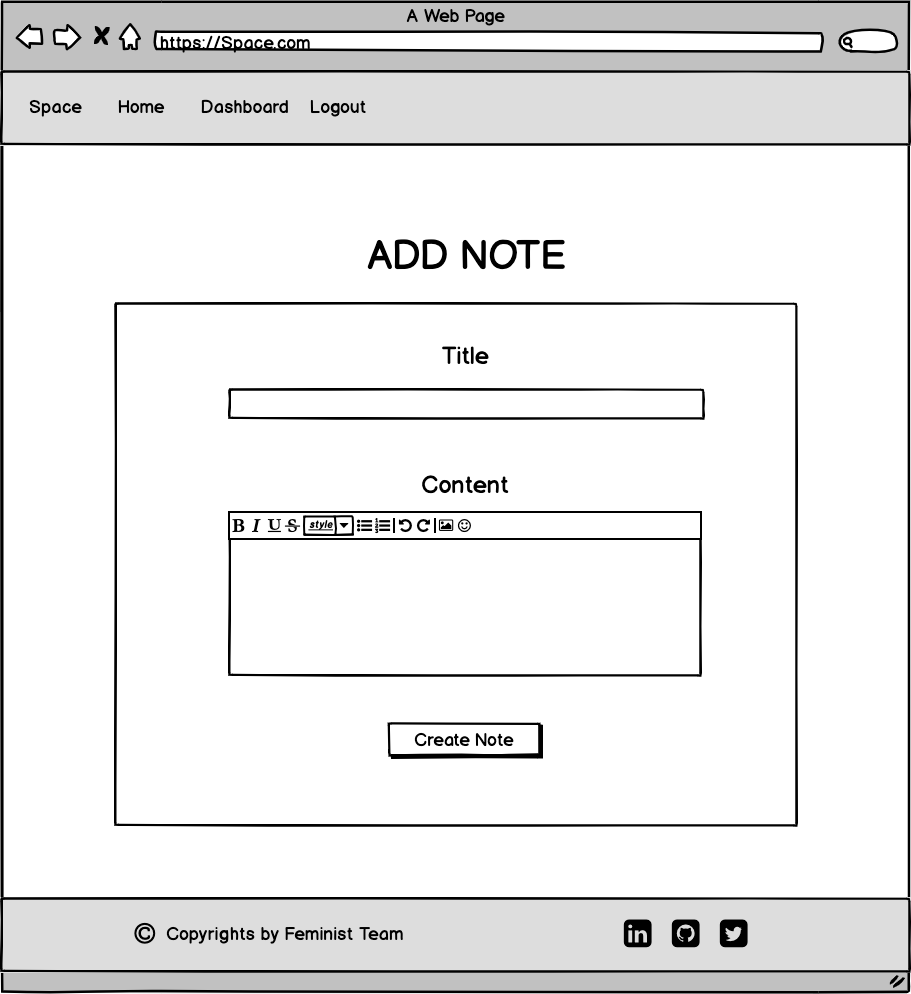 A Web Page
https://Space.com
Space Home Dashboard Logout
ADD NOTE
Title
Content
B I U S style
Create Note
© Copyrights by Feminist Team in